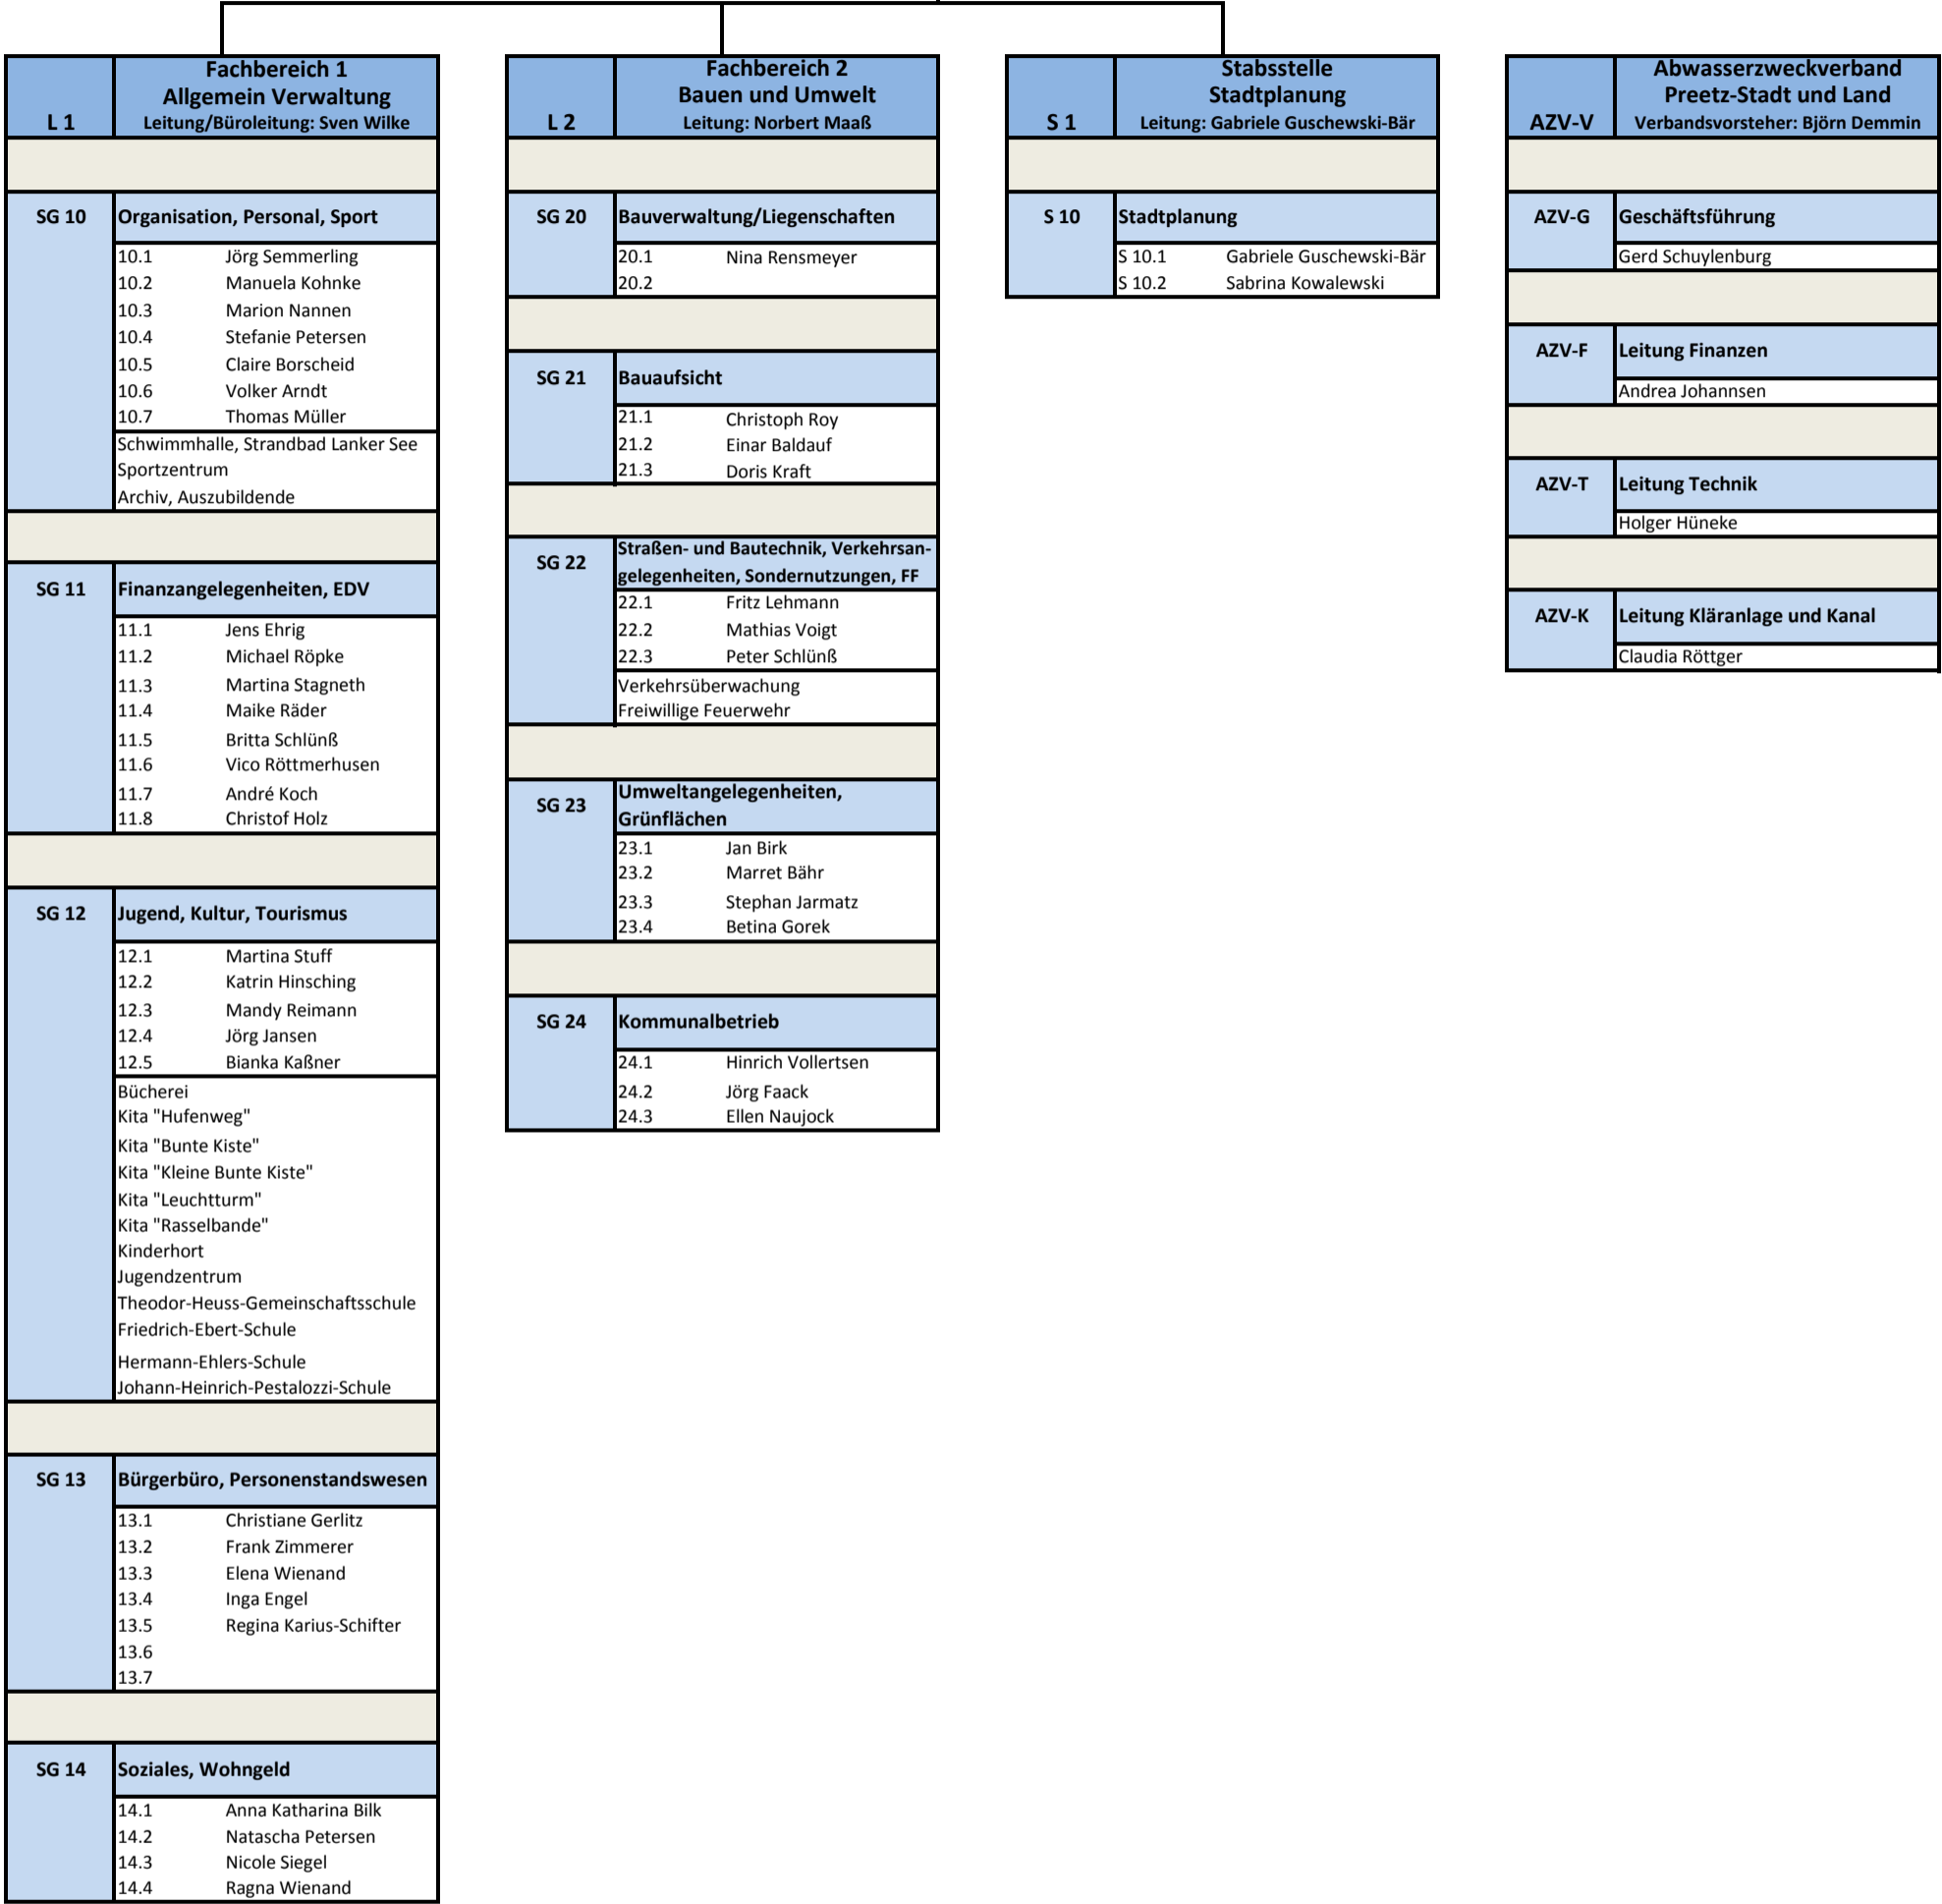 L 1
Fachbereich 1
Allgemein Verwaltung
Leitung/Büroleitung: Sven Wilke
SG 10
Organisation, Personal, Sport
10.1 Jörg Semmerling
10.2 Manuela Kohnke
10.3 Marion Nannen
10.4 Stefanie Petersen
10.5 Claire Borscheid
10.6 Volker Arndt
10.7 Thomas Müller
Schwimmhalle, Strandbad Lanker See
Sportzentrum
Archiv, Auszubildende
SG 11
Finanzangelegenheiten, EDV
11.1 Jens Ehrig
11.2 Michael Röpke
11.3 Martina Stagneth
11.4 Maike Räder
11.5 Britta Schlünß
11.6 Vico Röttmerhusen
11.7 André Koch
11.8 Christof Holz
SG 12
Jugend, Kultur, Tourismus
12.1 Martina Stuff
12.2 Katrin Hinsching
12.3 Mandy Reimann
12.4 Jörg Jansen
12.5 Bianka Kaßner
Bücherei
Kita "Hufenweg"
Kita "Bunte Kiste"
Kita "Kleine Bunte Kiste"
Kita "Leuchtturm"
Kita "Rasselbande"
Kinderhort
Jugendzentrum
Theodor-Heuss-Gemeinschaftsschule
Friedrich-Ebert-Schule
Hermann-Ehlers-Schule
Johann-Heinrich-Pestalozzi-Schule
SG 13
Bürgerbüro, Personenstandswesen
13.1 Christiane Gerlitz
13.2 Frank Zimmerer
13.3 Elena Wienand
13.4 Inga Engel
13.5 Regina Karius-Schifter
13.6
13.7
SG 14
Soziales, Wohngeld
14.1 Anna Katharina Bilk
14.2 Natascha Petersen
14.3 Nicole Siegel
14.4 Ragna Wienand
L 2
Fachbereich 2
Bauen und Umwelt
Leitung: Norbert Maaß
SG 20
Bauverwaltung/Liegenschaften
20.1 Nina Rensmeyer
20.2
SG 21
Bauaufsicht
21.1 Christoph Roy
21.2 Einar Baldauf
21.3 Doris Kraft
SG 22
Straßen- und Bautechnik, Verkehrsan-
gelegenheiten, Sondernutzungen, FF
22.1 Fritz Lehmann
22.2 Mathias Voigt
22.3 Peter Schlünß
Verkehrsüberwachung
Freiwillige Feuerwehr
SG 23
Umweltangelegenheiten,
Grünflächen
23.1 Jan Birk
23.2 Marret Bähr
23.3 Stephan Jarmatz
23.4 Betina Gorek
SG 24
Kommunalbetrieb
24.1 Hinrich Vollertsen
24.2 Jörg Faack
24.3 Ellen Naujock
S 1
Stabsstelle
Stadtplanung
Leitung: Gabriele Guschewski-Bär
S 10
Stadtplanung
S 10.1 Gabriele Guschewski-Bär
S 10.2 Sabrina Kowalewski
AZV-V
Abwasserzweckverband
Preetz-Stadt und Land
Verbandsvorsteher: Björn Demmin
AZV-G
Geschäftsführung
Gerd Schuylenburg
AZV-F
Leitung Finanzen
Andrea Johannsen
AZV-T
Leitung Technik
Holger Hüneke
AZV-K
Leitung Kläranlage und Kanal
Claudia Röttger